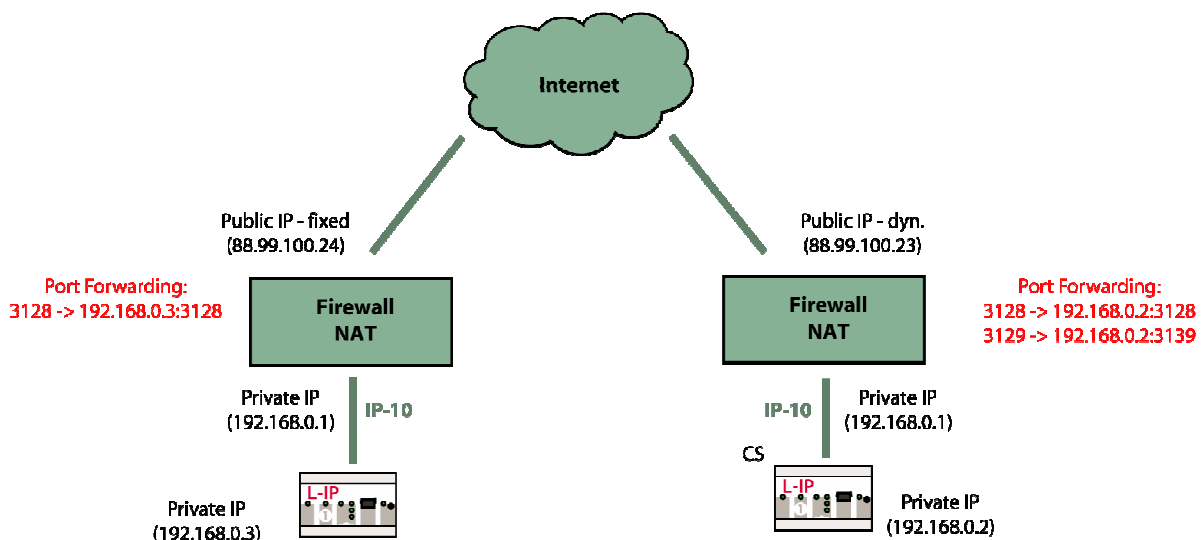 Internet
Public IP - fixed
(88.99.100.24)
Public IP - dyn.
(88.99.100.23)
Port Forwarding:
3128 -> 192.168.0.3:3128
Firewall
NAT
Firewall
NAT
Port Forwarding:
3128 -> 192.168.0.2:3128
3129 -> 192.168.0.2:3139
Private IP
(192.168.0.1)
IP-10
IP-10
Private IP
(192.168.0.1)
CS
L-IP
1
Private IP
(192.168.0.3)
L-IP
1
Private IP
(192.168.0.2)